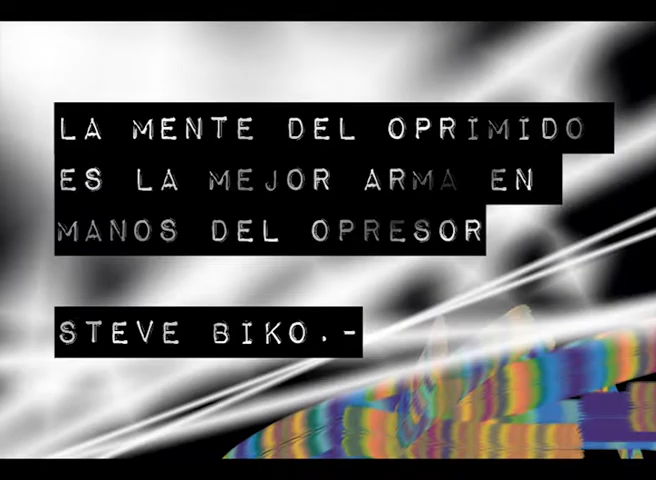 LA MENTE DEL OPRIMIDO
ES LA MEJOR ARMA EN
MANOS DEL OPRESOR
STEVE BIKO.-